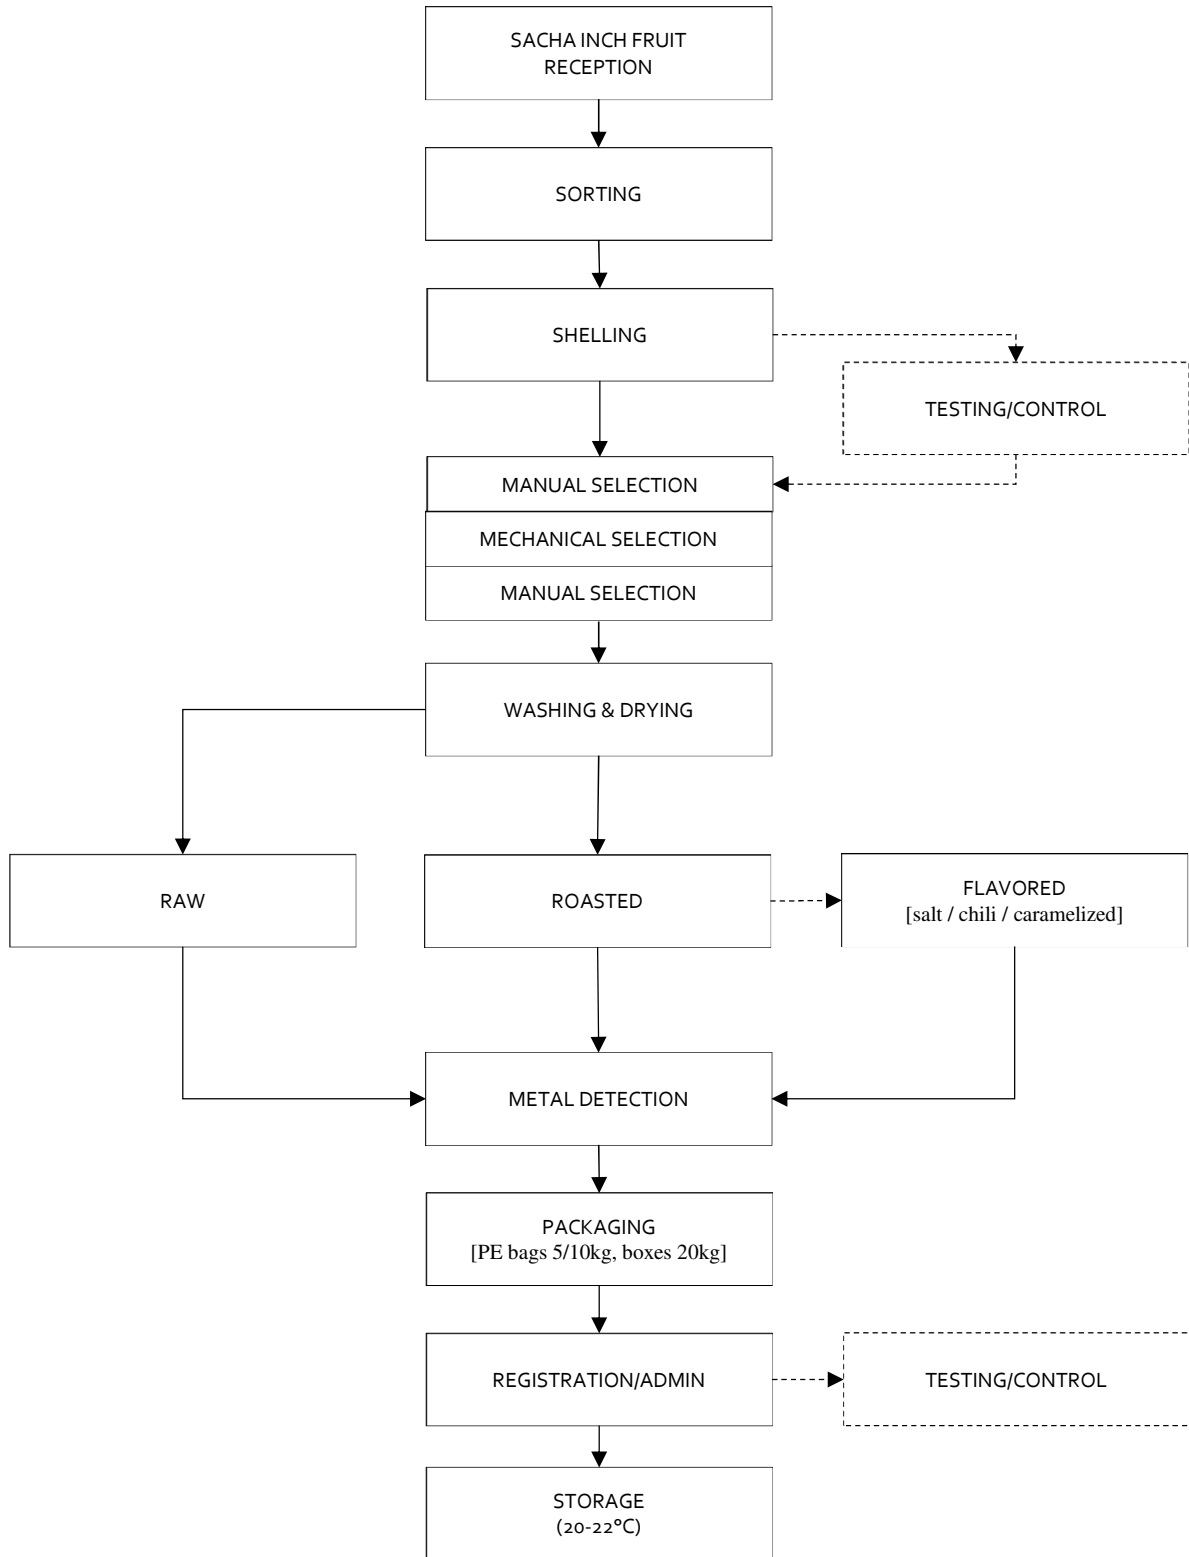 SACHA INCH FRUIT
RECEPTION
SORTING
SHELLING
TESTING/CONTROL
MANUAL SELECTION
MECHANICAL SELECTION
MANUAL SELECTION
WASHING & DRYING
RAW
ROASTED
FLAVORED
[salt / chili / caramelized]
METAL DETECTION
PACKAGING
[PE bags 5/10kg, boxes 20kg]
REGISTRATION/ADMIN
TESTING/CONTROL
STORAGE
(20-22°C)